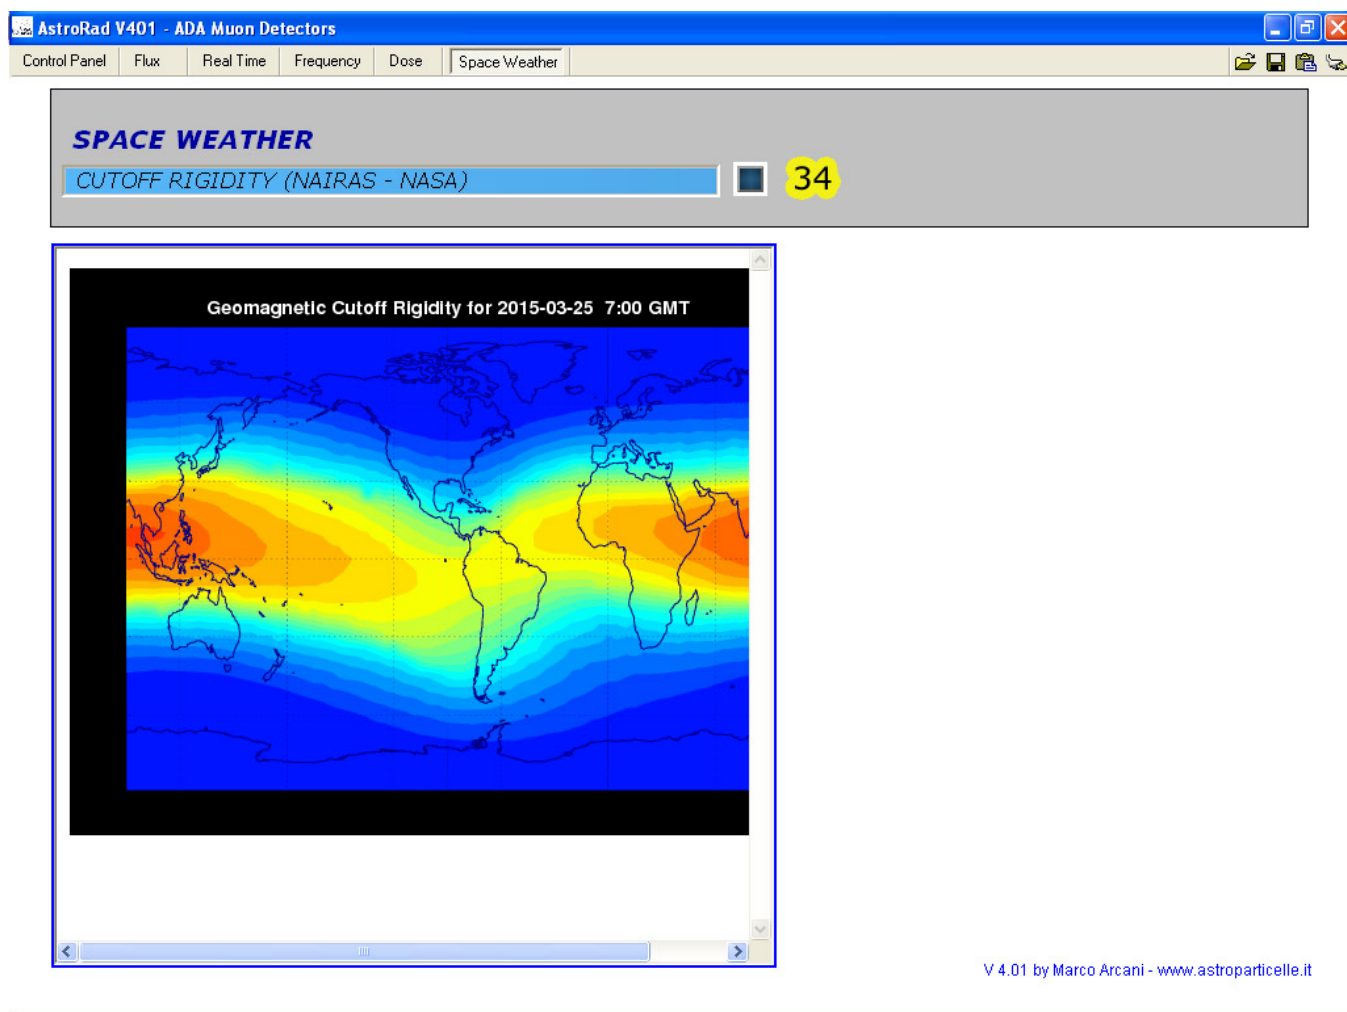 AstroRad V401 - ADA Muon Detectors
Control Panel Flux Real Time Frequency Dose Space Weather
SPACE WEATHER
CUTOFF RIGIDITY (NAIRAS - NASA)
34
Geomagnetic Cutoff Rigidity for 2015-03-25 7:00 GMT
V 4.01 by Marco Arcani - www.astroparticelle.it